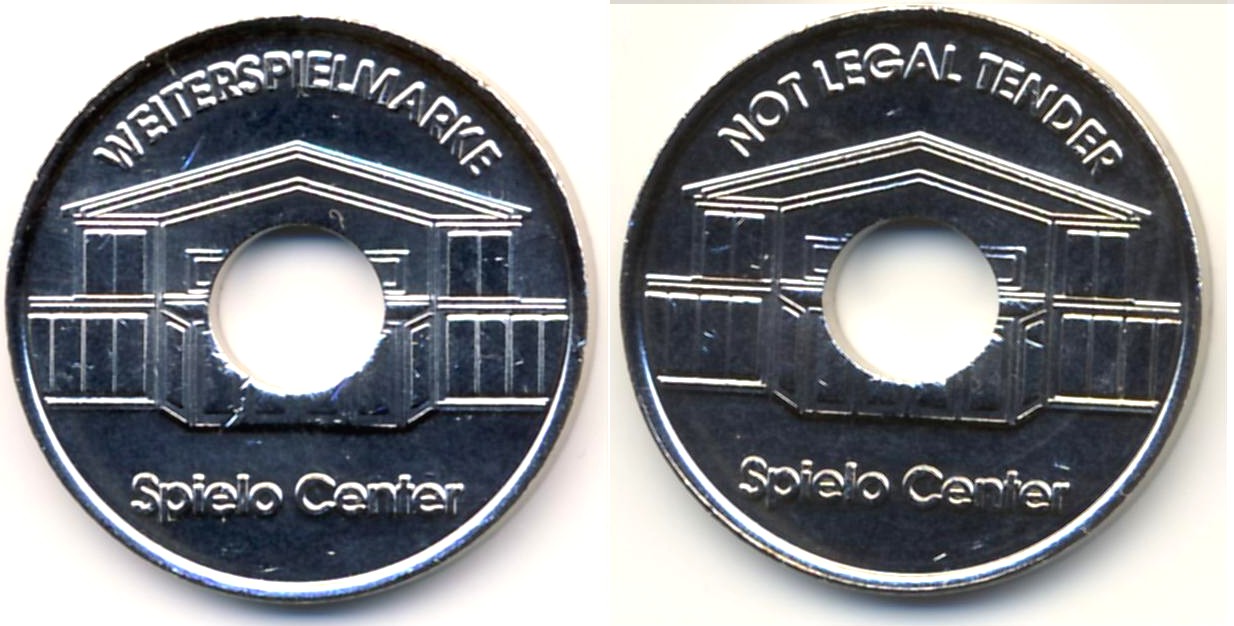 WEITERSPIELMARKE
Spielo Center
NOT LEGAL TENDER
Spielo Center